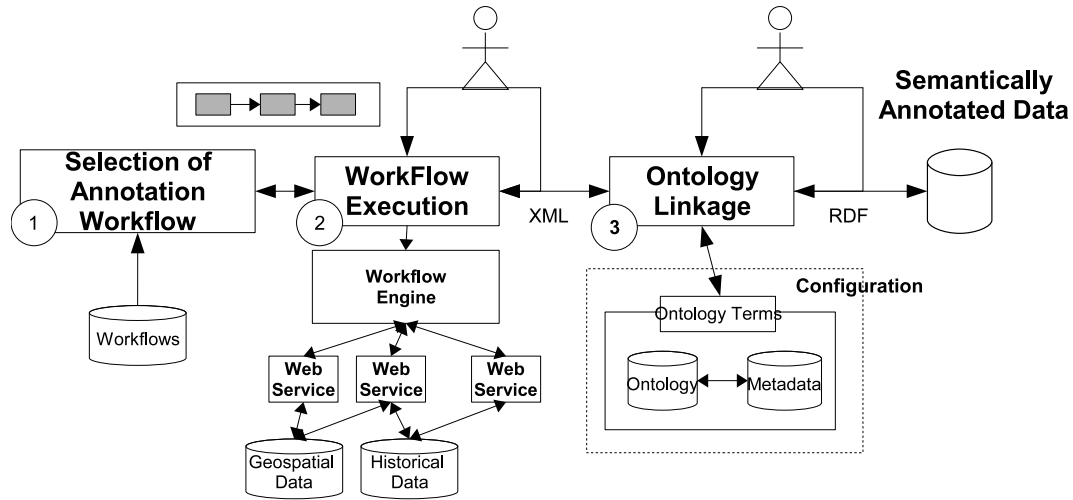 Semantically
Annotated Data
Selection of
Annotation
Workflow
1
WorkFlow
Execution
2
XML
Ontology
Linkage
3
RDF
Workflows
Workflow
Engine
Web
Service
Web
Service
Web
Service
Geospatial
Data
Historical
Data
Configuration
Ontology Terms
Ontology
Metadata